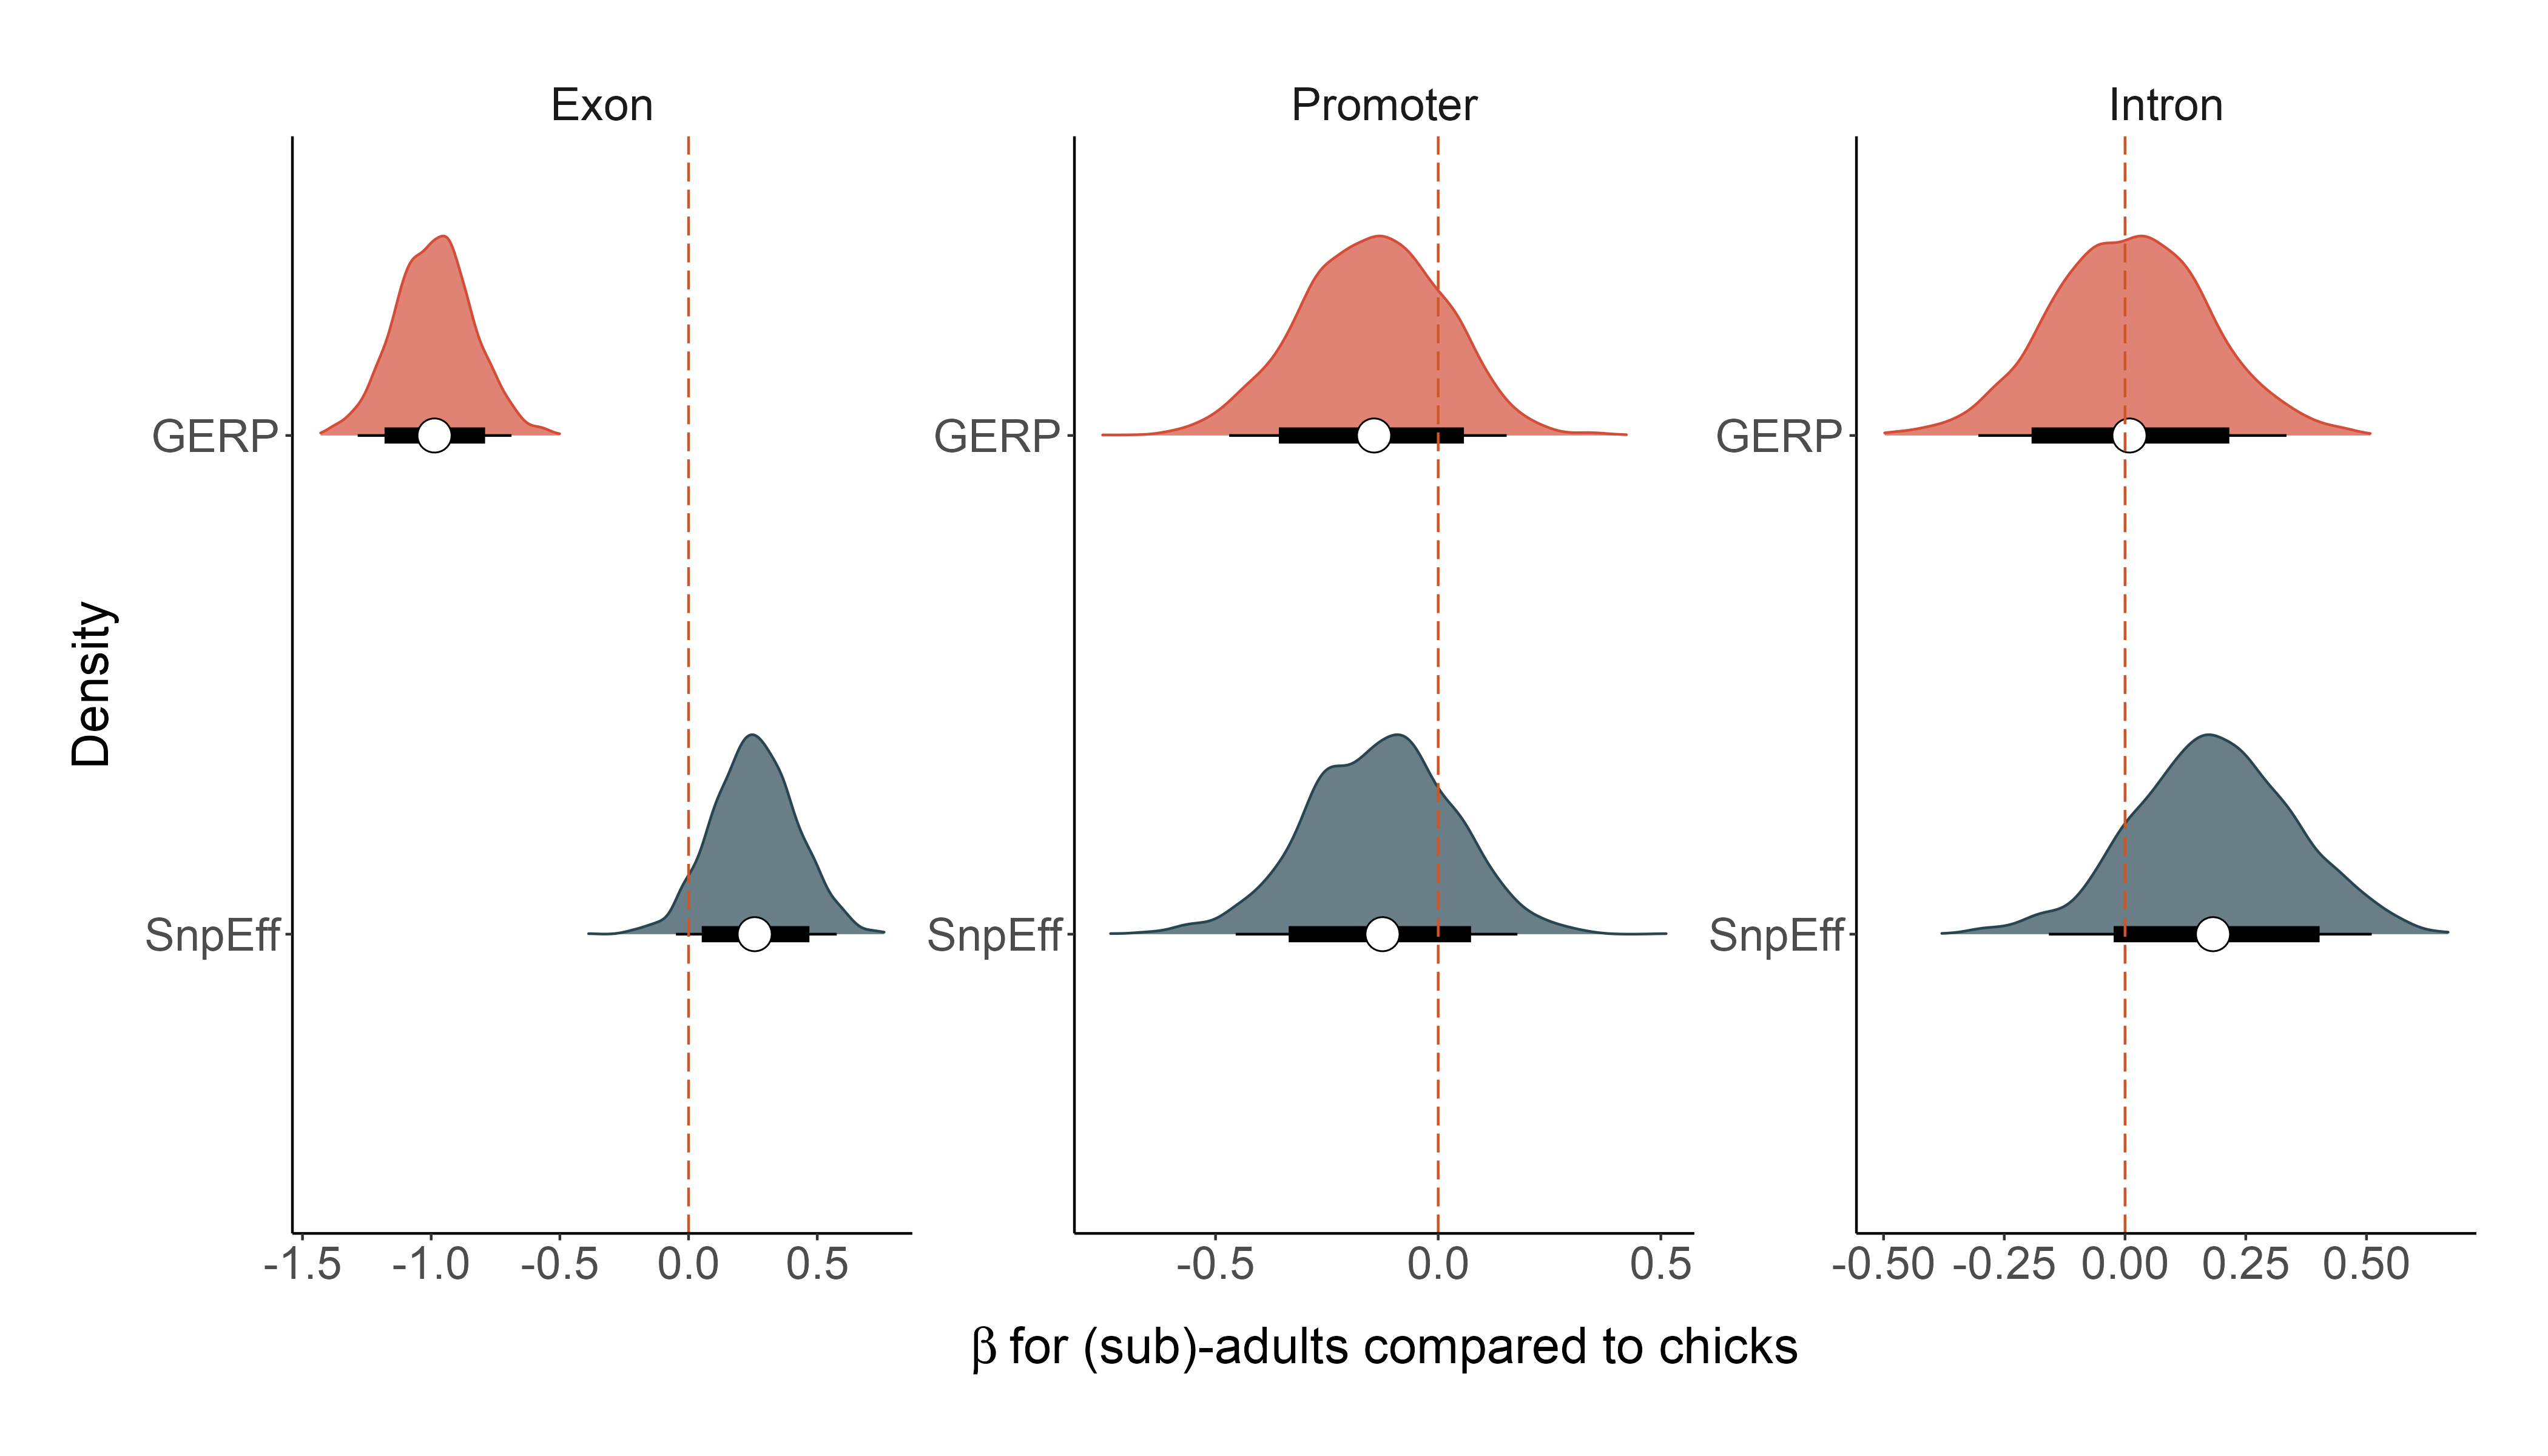 Exon Promoter Intron
GERP GERP GERP
Density
SnpEff SnpEff SnpEff
-1.5 -1.0 -0.5 0.0 0.5 -0.5 0.0 0.5 -0.50 -0.25 0.00 0.25 0.50
β for (sub)-adults compared to chicks